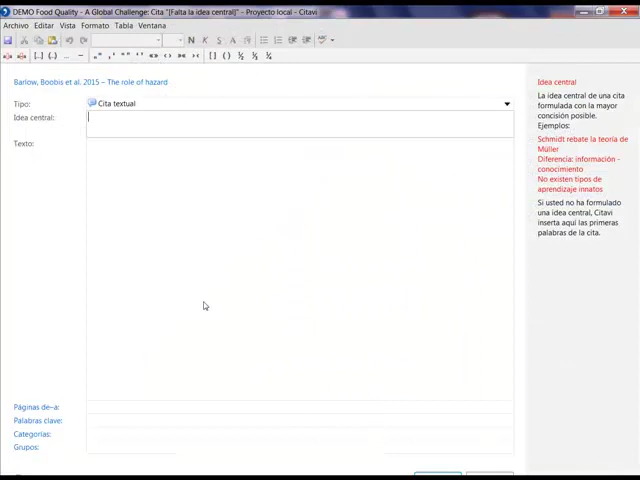 DEMO Food Quality - A Global Challenge: Cita "[Falta la idea central]" - Proyecto local - Citavi
Archivo Editar Vista Formato Tabla Ventana
Barlow, Boobis et al. 2015 – The role of hazard
Tipo: Cita textual
Idea central:
Texto:
Páginas de–a:
Palabras clave:
Categorías:
Grupos:
Idea central
La idea central de una cita
formulada con la mayor
concisión posible.
Ejemplos:
Schmidt rebate la teoría de
Müller
Diferencia: información -
conocimiento
No existen tipos de
aprendizaje innatos
Si usted no ha formulado
una idea central, Citavi
inserta aquí las primeras
palabras de la cita.